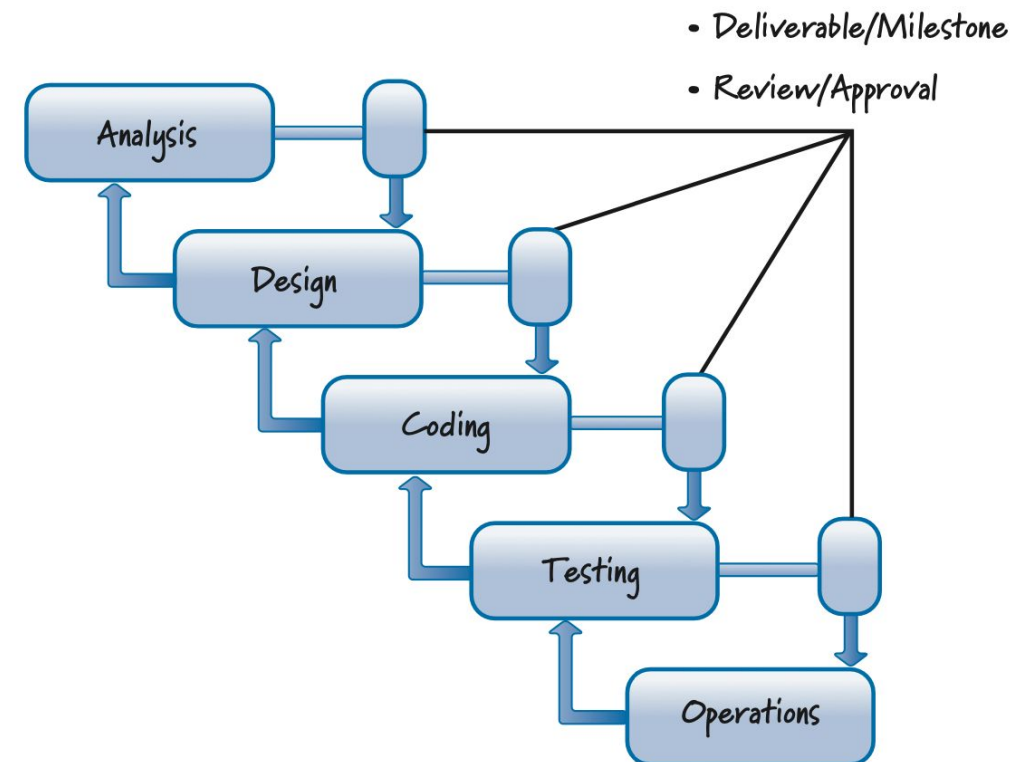 • Deliverable/Milestone
• Review/Approval
Analysis
Design
Coding
Testing
Operations